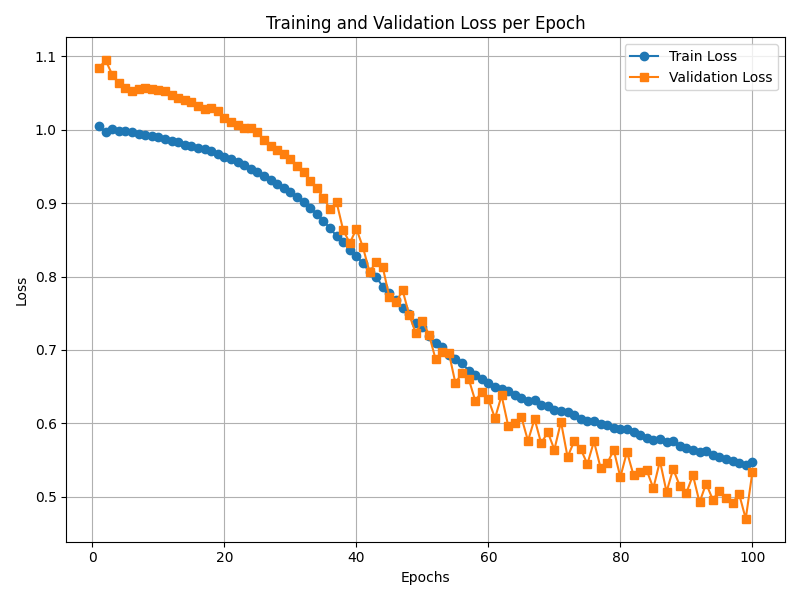 Training and Validation Loss per Epoch
Train Loss
Validation Loss
1.1
1.0
0.9
0.8
0.7
0.6
0.5
Loss
0 20 40 60 80 100
Epochs